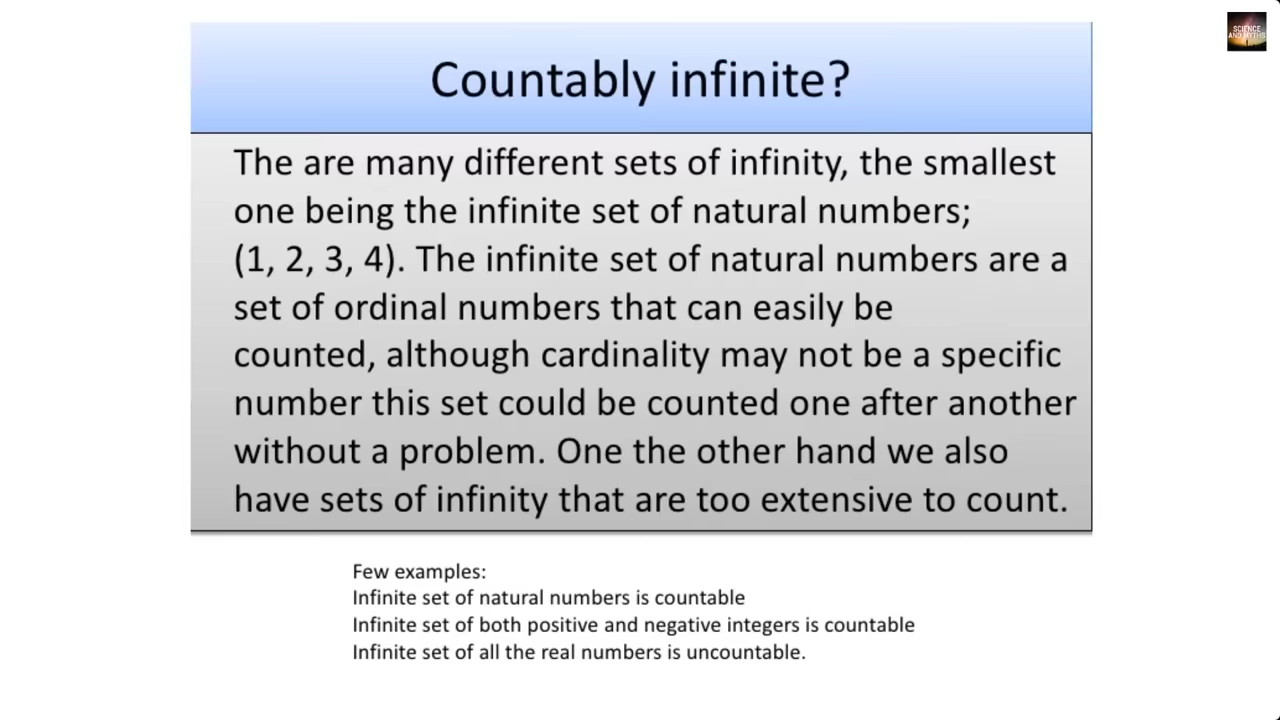 SCIENCE
AND MYTHS
Countably infinite?
The are many different sets of infinity, the smallest
one being the infinite set of natural numbers;
(1, 2, 3, 4). The infinite set of natural numbers are a
set of ordinal numbers that can easily be
counted, although cardinality may not be a specific
number this set could be counted one after another
without a problem. One the other hand we also
have sets of infinity that are too extensive to count.
Few examples:
Infinite set of natural numbers is countable
Infinite set of both positive and negative integers is countable
Infinite set of all the real numbers is uncountable.